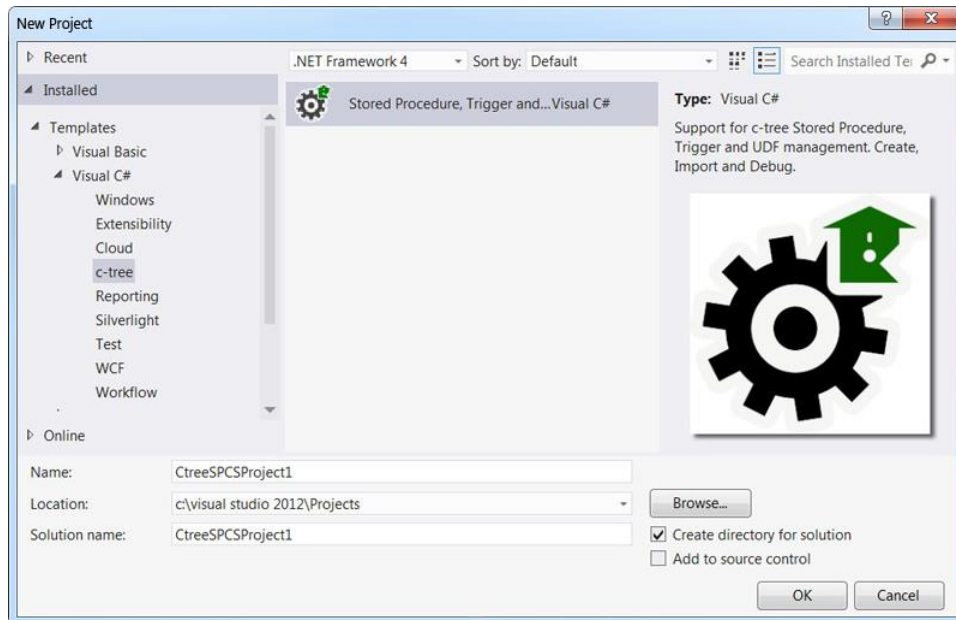 New Project
Recent
.NET Framework 4
Sort by: Default
Search Installed Te
Installed
Templates
Visual Basic
Visual C#
Windows
Extensibility
Cloud
c-tree
Reporting
Silverlight
Test
WCF
Workflow
Online
Stored Procedure, Trigger and...Visual C#
Type: Visual C#
Support for c-tree Stored Procedure,
Trigger and UDF management. Create,
Import and Debug.
Name: CtreeSPCSProject1
Location: c:\visual studio 2012\Projects
Browse...
Solution name: CtreeSPCSProject1
Create directory for solution
Add to source control
OK Cancel